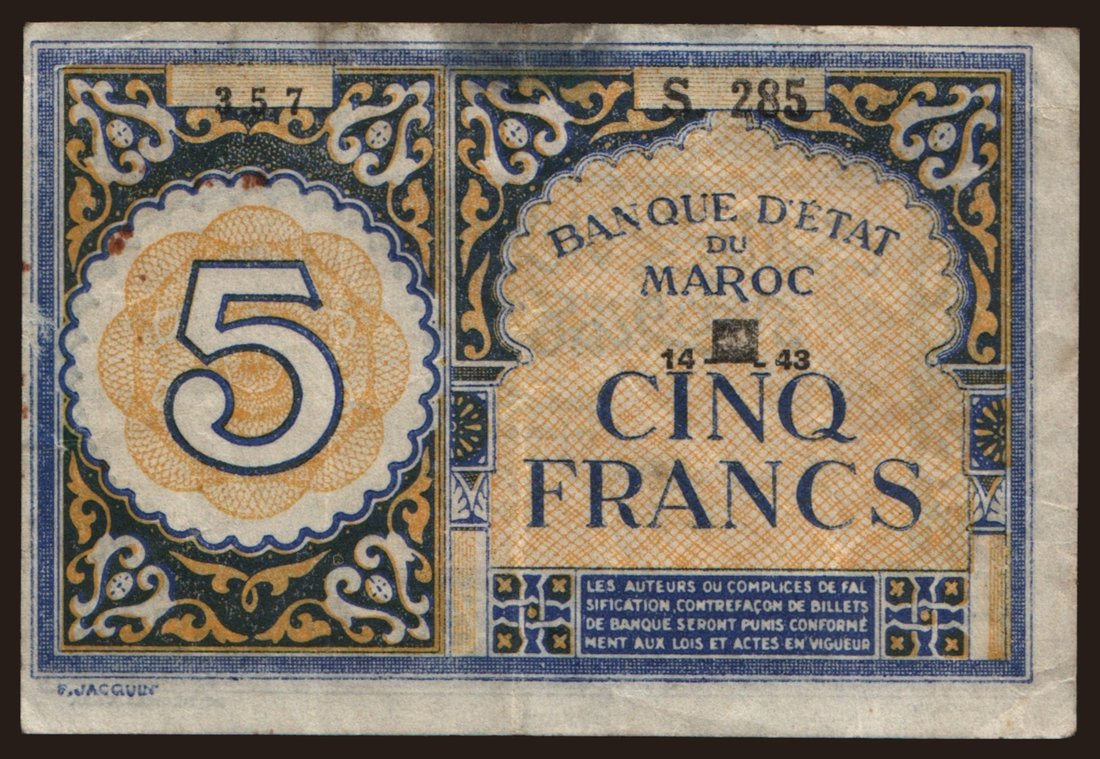 357
S. 285
BANQUE D'ÉTAT
DU
MAROC
14 - - 43
CINQ
FRANCS
5
LES AUTEURS OU COMPLICES DE FAL
SIFICATION, CONTREFAÇON DE BILLETS
DE BANQUE SERONT PUNIS CONFORMÉ
MENT AUX LOIS ET ACTES EN VIGUEUR
F. JACQUIN